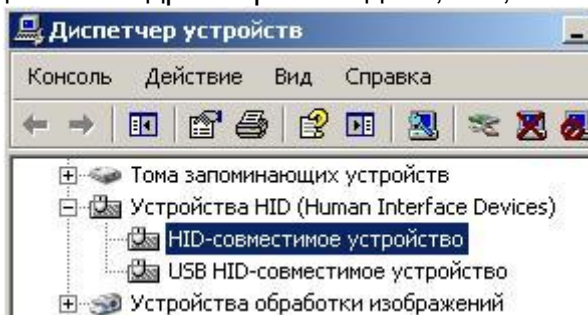 Диспетчер устройств
Консоль Действие Вид Справка
Тома запоминающих устройств
Устройства HID (Human Interface Devices)
HID-совместимое устройство
USB HID-совместимое устройство
Устройства обработки изображений